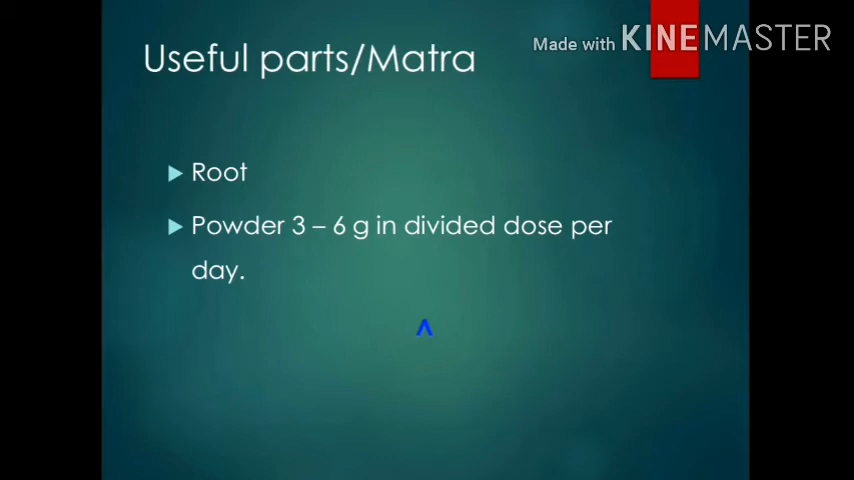 Made with KINEMASTER
Useful parts/Matra
Root
Powder 3 – 6 g in divided dose per
day.
^